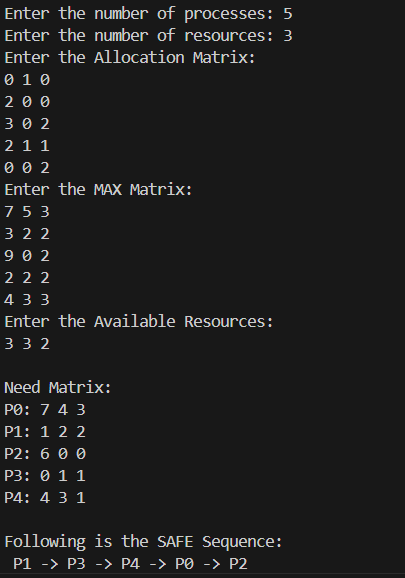 Enter the number of processes: 5
Enter the number of resources: 3
Enter the Allocation Matrix:
0 1 0
2 0 0
3 0 2
2 1 1
0 0 2
Enter the MAX Matrix:
7 5 3
3 2 2
9 0 2
2 2 2
4 3 3
Enter the Available Resources:
3 3 2
Need Matrix:
P0: 7 4 3
P1: 1 2 2
P2: 6 0 0
P3: 0 1 1
P4: 4 3 1
Following is the SAFE Sequence:
P1 -> P3 -> P4 -> P0 -> P2